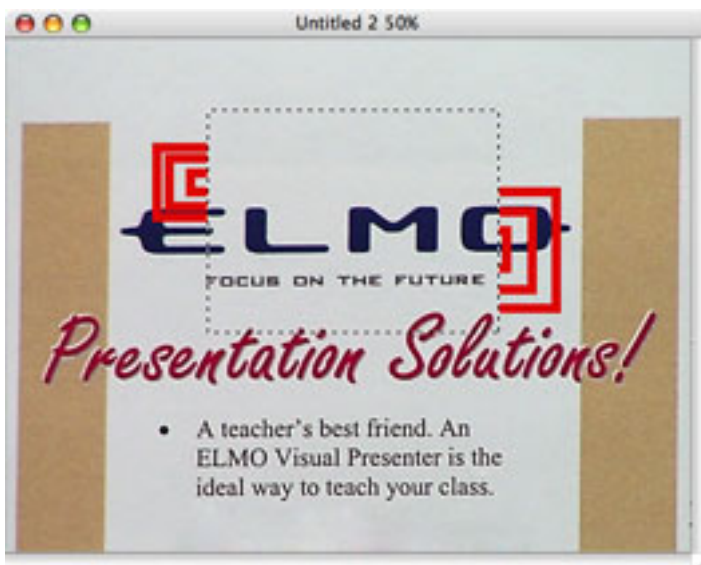 Untitled 2 50%
ELMO
FOCUS ON THE FUTURE
Presentation Solutions!
• A teacher's best friend. An
ELMO Visual Presenter is the
ideal way to teach your class.